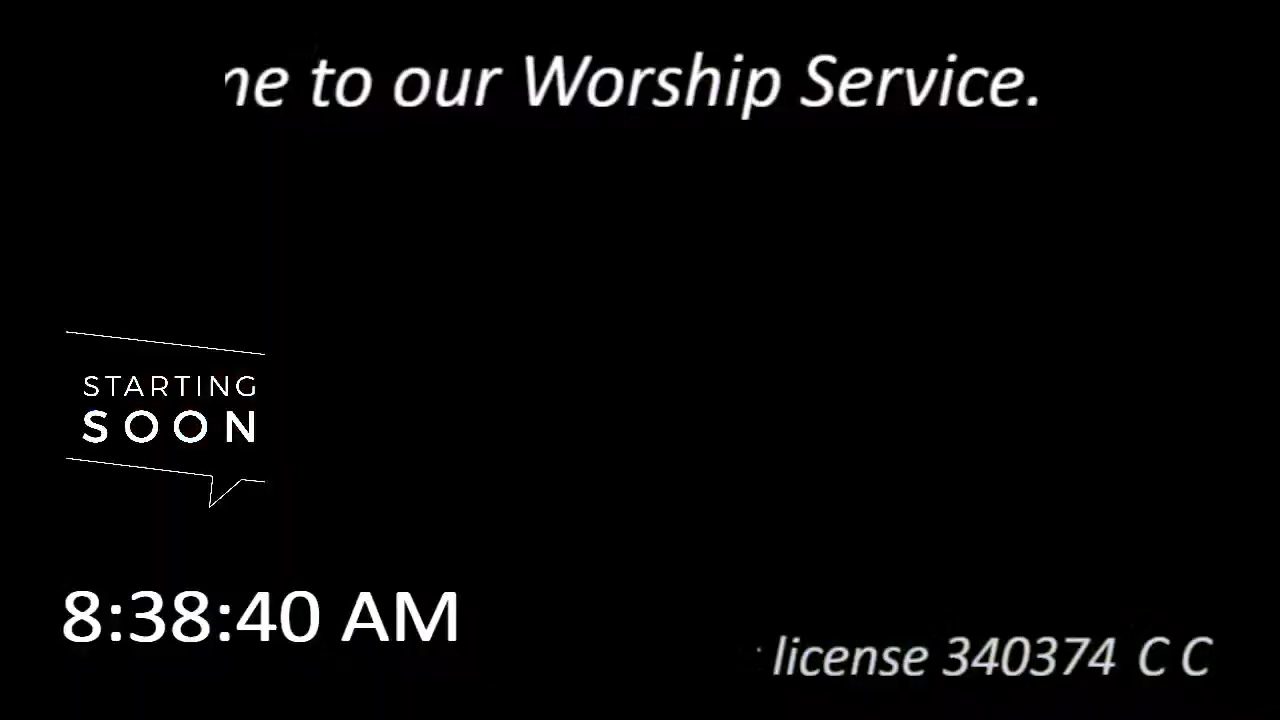 ne to our Worship Service.
STARTING
SOON
8:38:40 AM
license 340374 C C